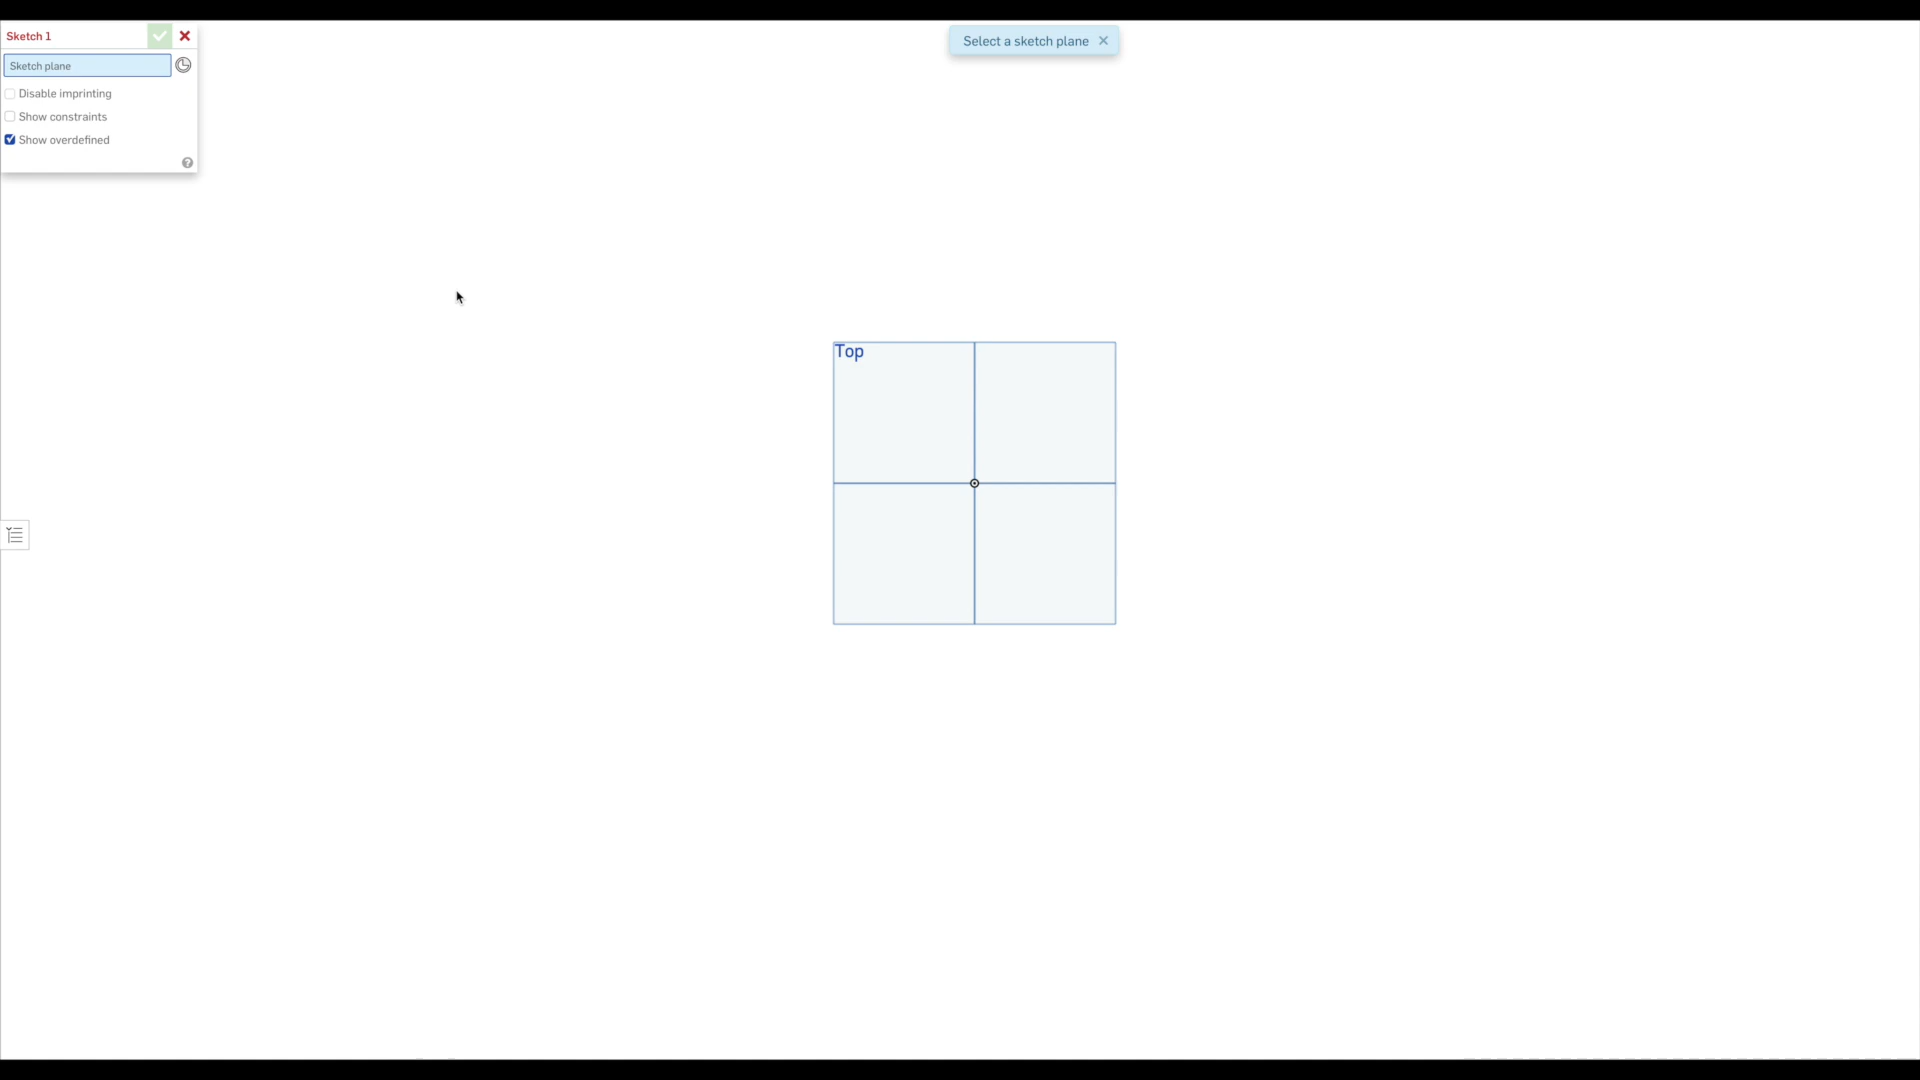 Sketch 1
Select a sketch plane
Sketch plane
Disable imprinting
Show constraints
Show overdefined
Top